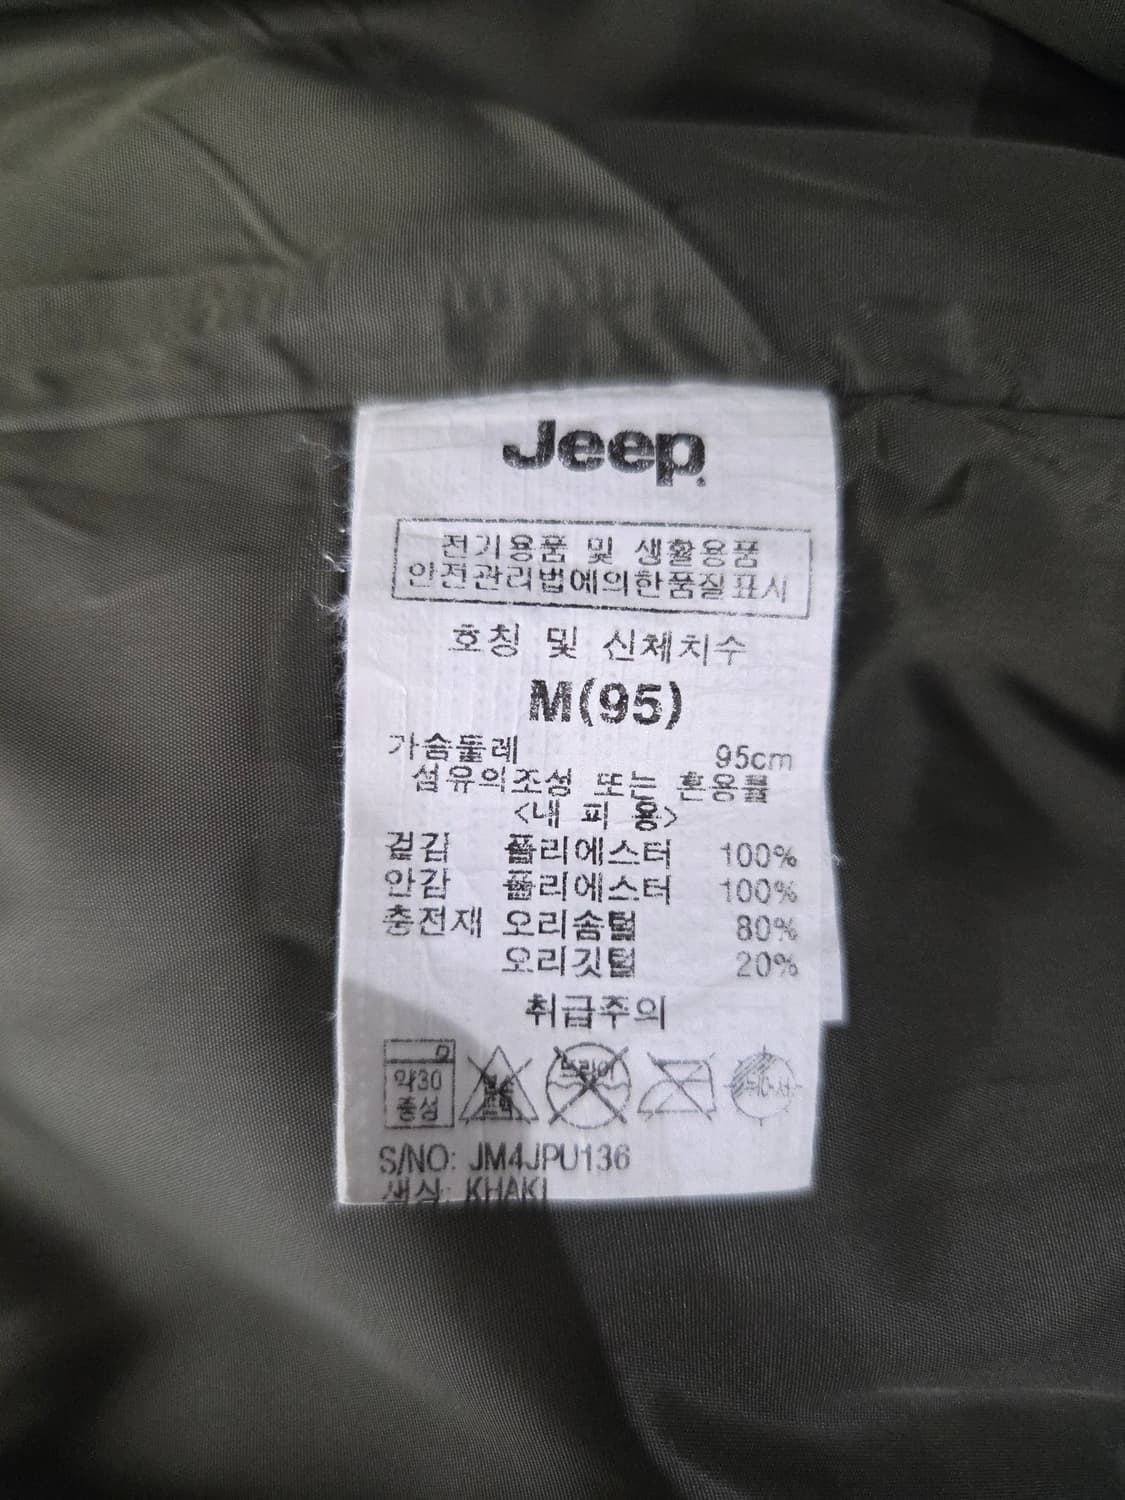 Jeep
전기용품 및 생활용품
안전관리법에의한품질표시
호칭 및 신체치수
M(95)
가슴둘레 95cm
섬유의조성 또는 혼용률
<내 피 용>
겉감 폴리에스터 100%
안감 폴리에스터 100%
충전재 오리솜털 80%
오리깃털 20%
취급주의
약30 드라이
중성
S/NO: JM4JPU136
색상: KHAKI